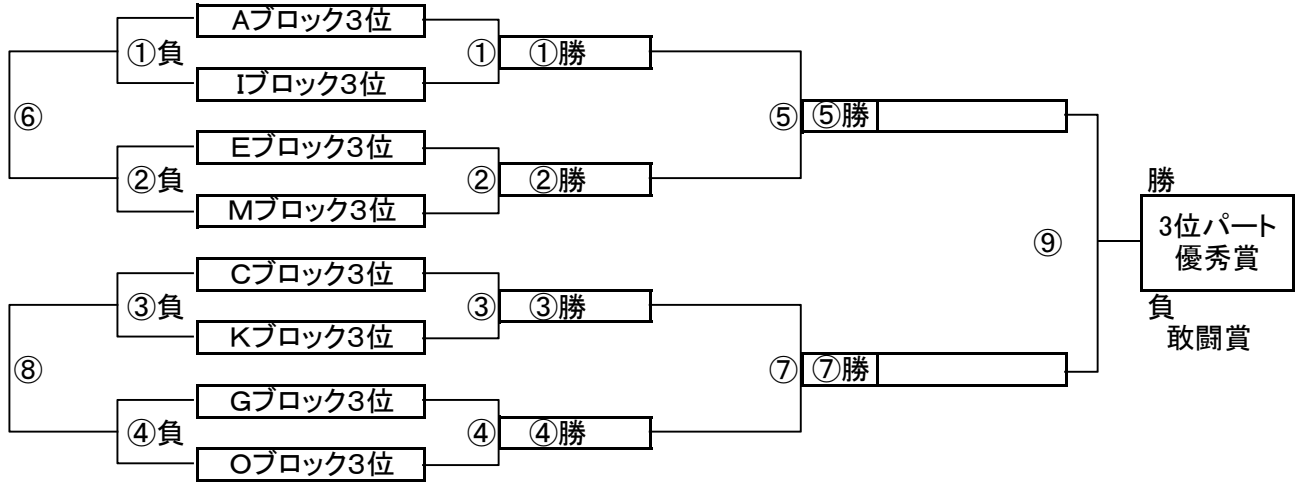 Aブロック3位
①負 ① ①勝
Iブロック3位
⑥ ⑤ ⑤勝
Eブロック3位
②負 ② ②勝
Mブロック3位
勝
3位パート
優秀賞
⑨
負
敢闘賞
Cブロック3位
③負 ③ ③勝
Kブロック3位
⑧ ⑦ ⑦勝
Gブロック3位
④負 ④ ④勝
Oブロック3位